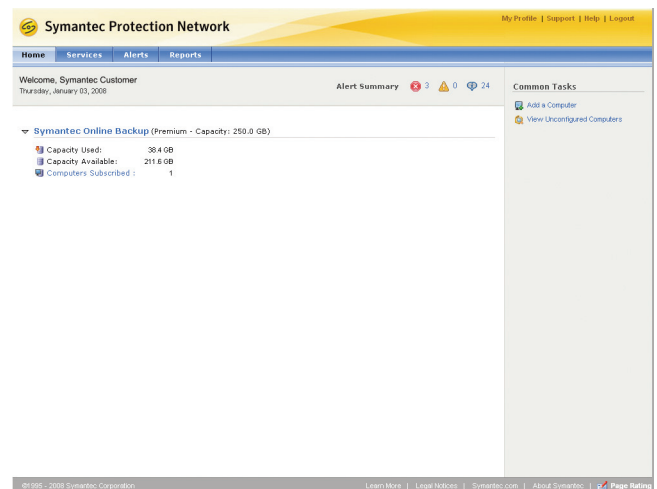 My Profile | Support | Help | Logout
Symantec Protection Network
Home Services Alerts Reports
Welcome, Symantec Customer
Thursday, January 03, 2008
Alert Summary 3 0 24
Common Tasks
Add a Computer
View Unconfigured Computers
Symantec Online Backup (Premium - Capacity: 250.0 GB)
Capacity Used: 38.4 GB
Capacity Available: 211.6 GB
Computers Subscribed : 1
©1995 - 2008 Symantec Corporation
Learn More | Legal Notices | Symantec.com | About Symantec | Page Rating